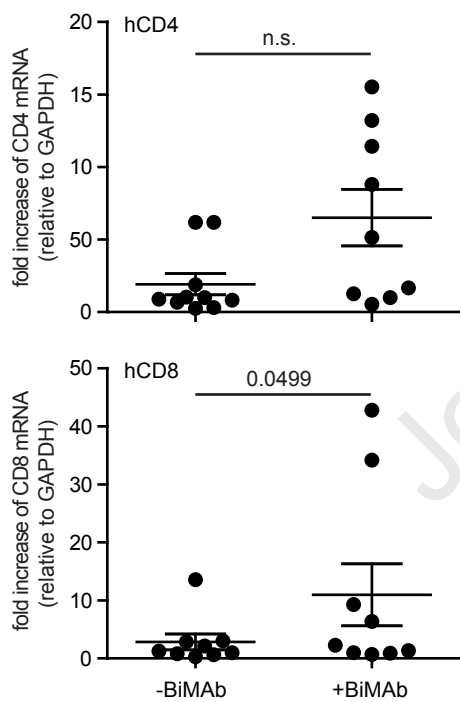 hCD4
n.s.
20
15
10
50
0
fold increase of CD4 mRNA
(relative to GAPDH)
hCD8
0.0499
50
40
30
20
10
0
fold increase of CD8 mRNA
(relative to GAPDH)
-BiMAb
+BiMAb